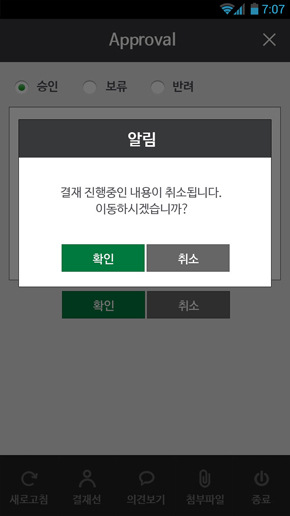 7:07
Approval
승인 보류 반려
알림
결재 진행중인 내용이 취소됩니다.
이동하시겠습니까?
확인 취소
확인 취소
새로고침 결재선 의견보기 첨부파일 종료